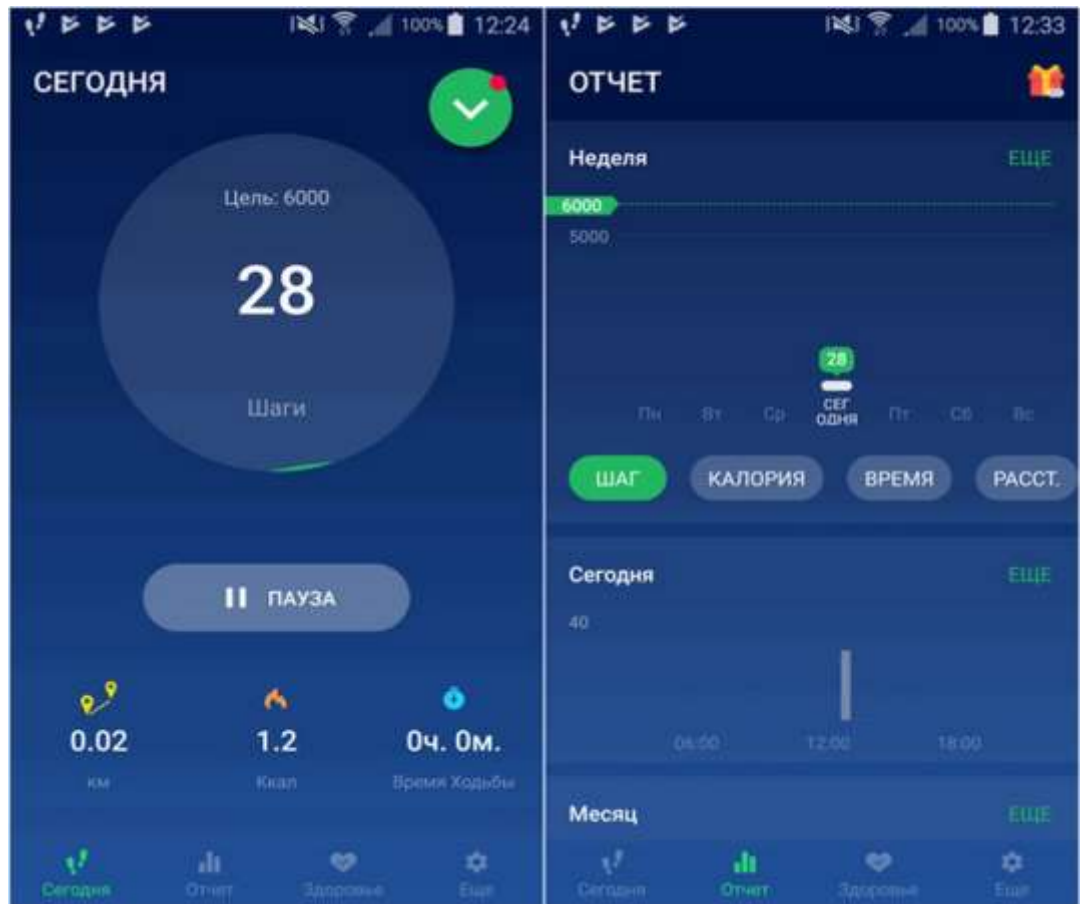 100% 12:24
СЕГОДНЯ
Цель: 6000
28
Шаги
ПАУЗА
0.02 1.2 0ч. 0м.
км Ккал Время Ходьбы
Сегодня Отчет Здоровье Еще
100% 12:33
ОТЧЕТ
Неделя ЕЩЕ
6000
5000
28
Пн Вт Ср СЕГ Пт Сб Вс
ОДНЯ
ШАГ КАЛОРИЯ ВРЕМЯ РАССТ.
Сегодня ЕЩЕ
40
06:00 12:00 18:00
Месяц ЕЩЕ
Сегодня Отчет Здоровье Еще